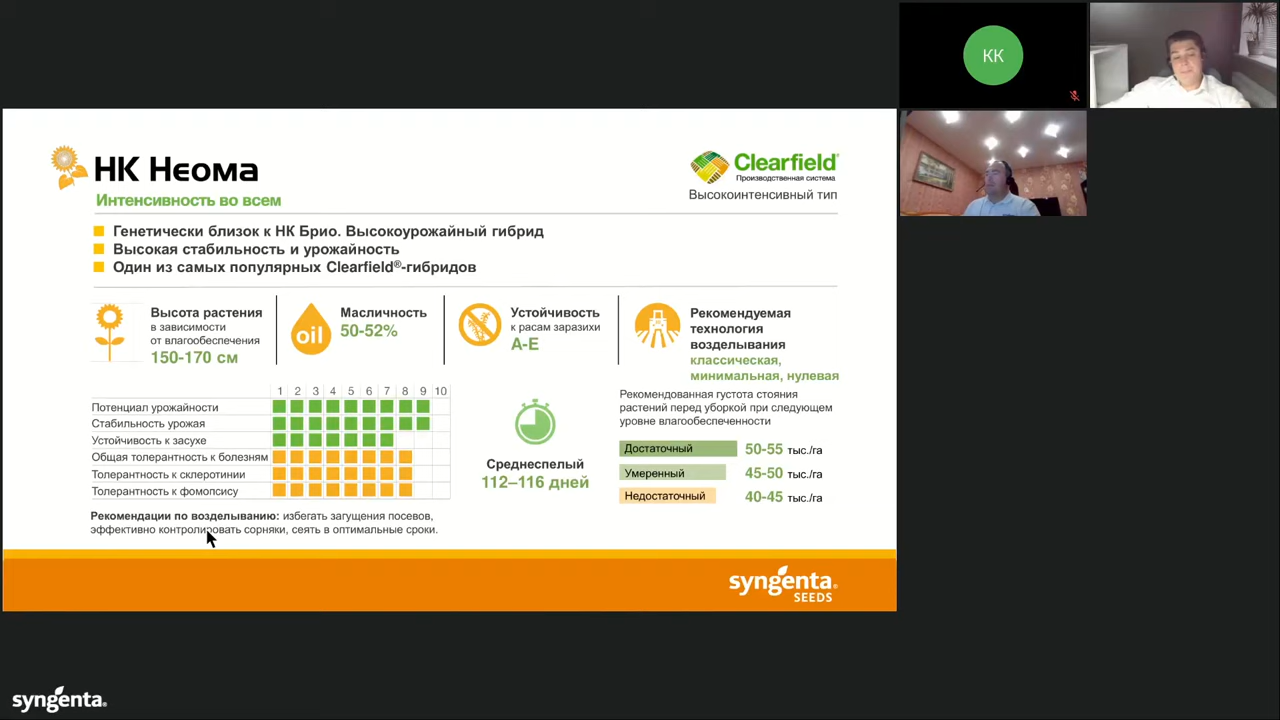 КК
НК Неома
Интенсивность во всем
Clearfield®
Производственная система
Высокоинтенсивный тип
Генетически близок к НК Брио. Высокоурожайный гибрид
Высокая стабильность и урожайность
Один из самых популярных Clearfield®-гибридов
Высота растения
в зависимости
от влагообеспечения
150-170 см
oil
Масличность
50-52%
Устойчивость
к расам заразихи
A-E
Рекомендуемая
технология
возделывания
классическая,
минимальная, нулевая
1 2 3 4 5 6 7 8 9 10
Потенциал урожайности
Стабильность урожая
Устойчивость к засухе
Общая толерантность к болезням
Толерантность к склеротинии
Толерантность к фомопсису
Среднеспелый
112–116 дней
Рекомендованная густота стояния
растений перед уборкой при следующем
уровне влагообеспеченности
Достаточный 50-55 тыс./га
Умеренный 45-50 тыс./га
Недостаточный 40-45 тыс./га
Рекомендации по возделыванию: избегать загущения посевов,
эффективно контролировать сорняки, сеять в оптимальные сроки.
syngenta®
SEEDS
syngenta®